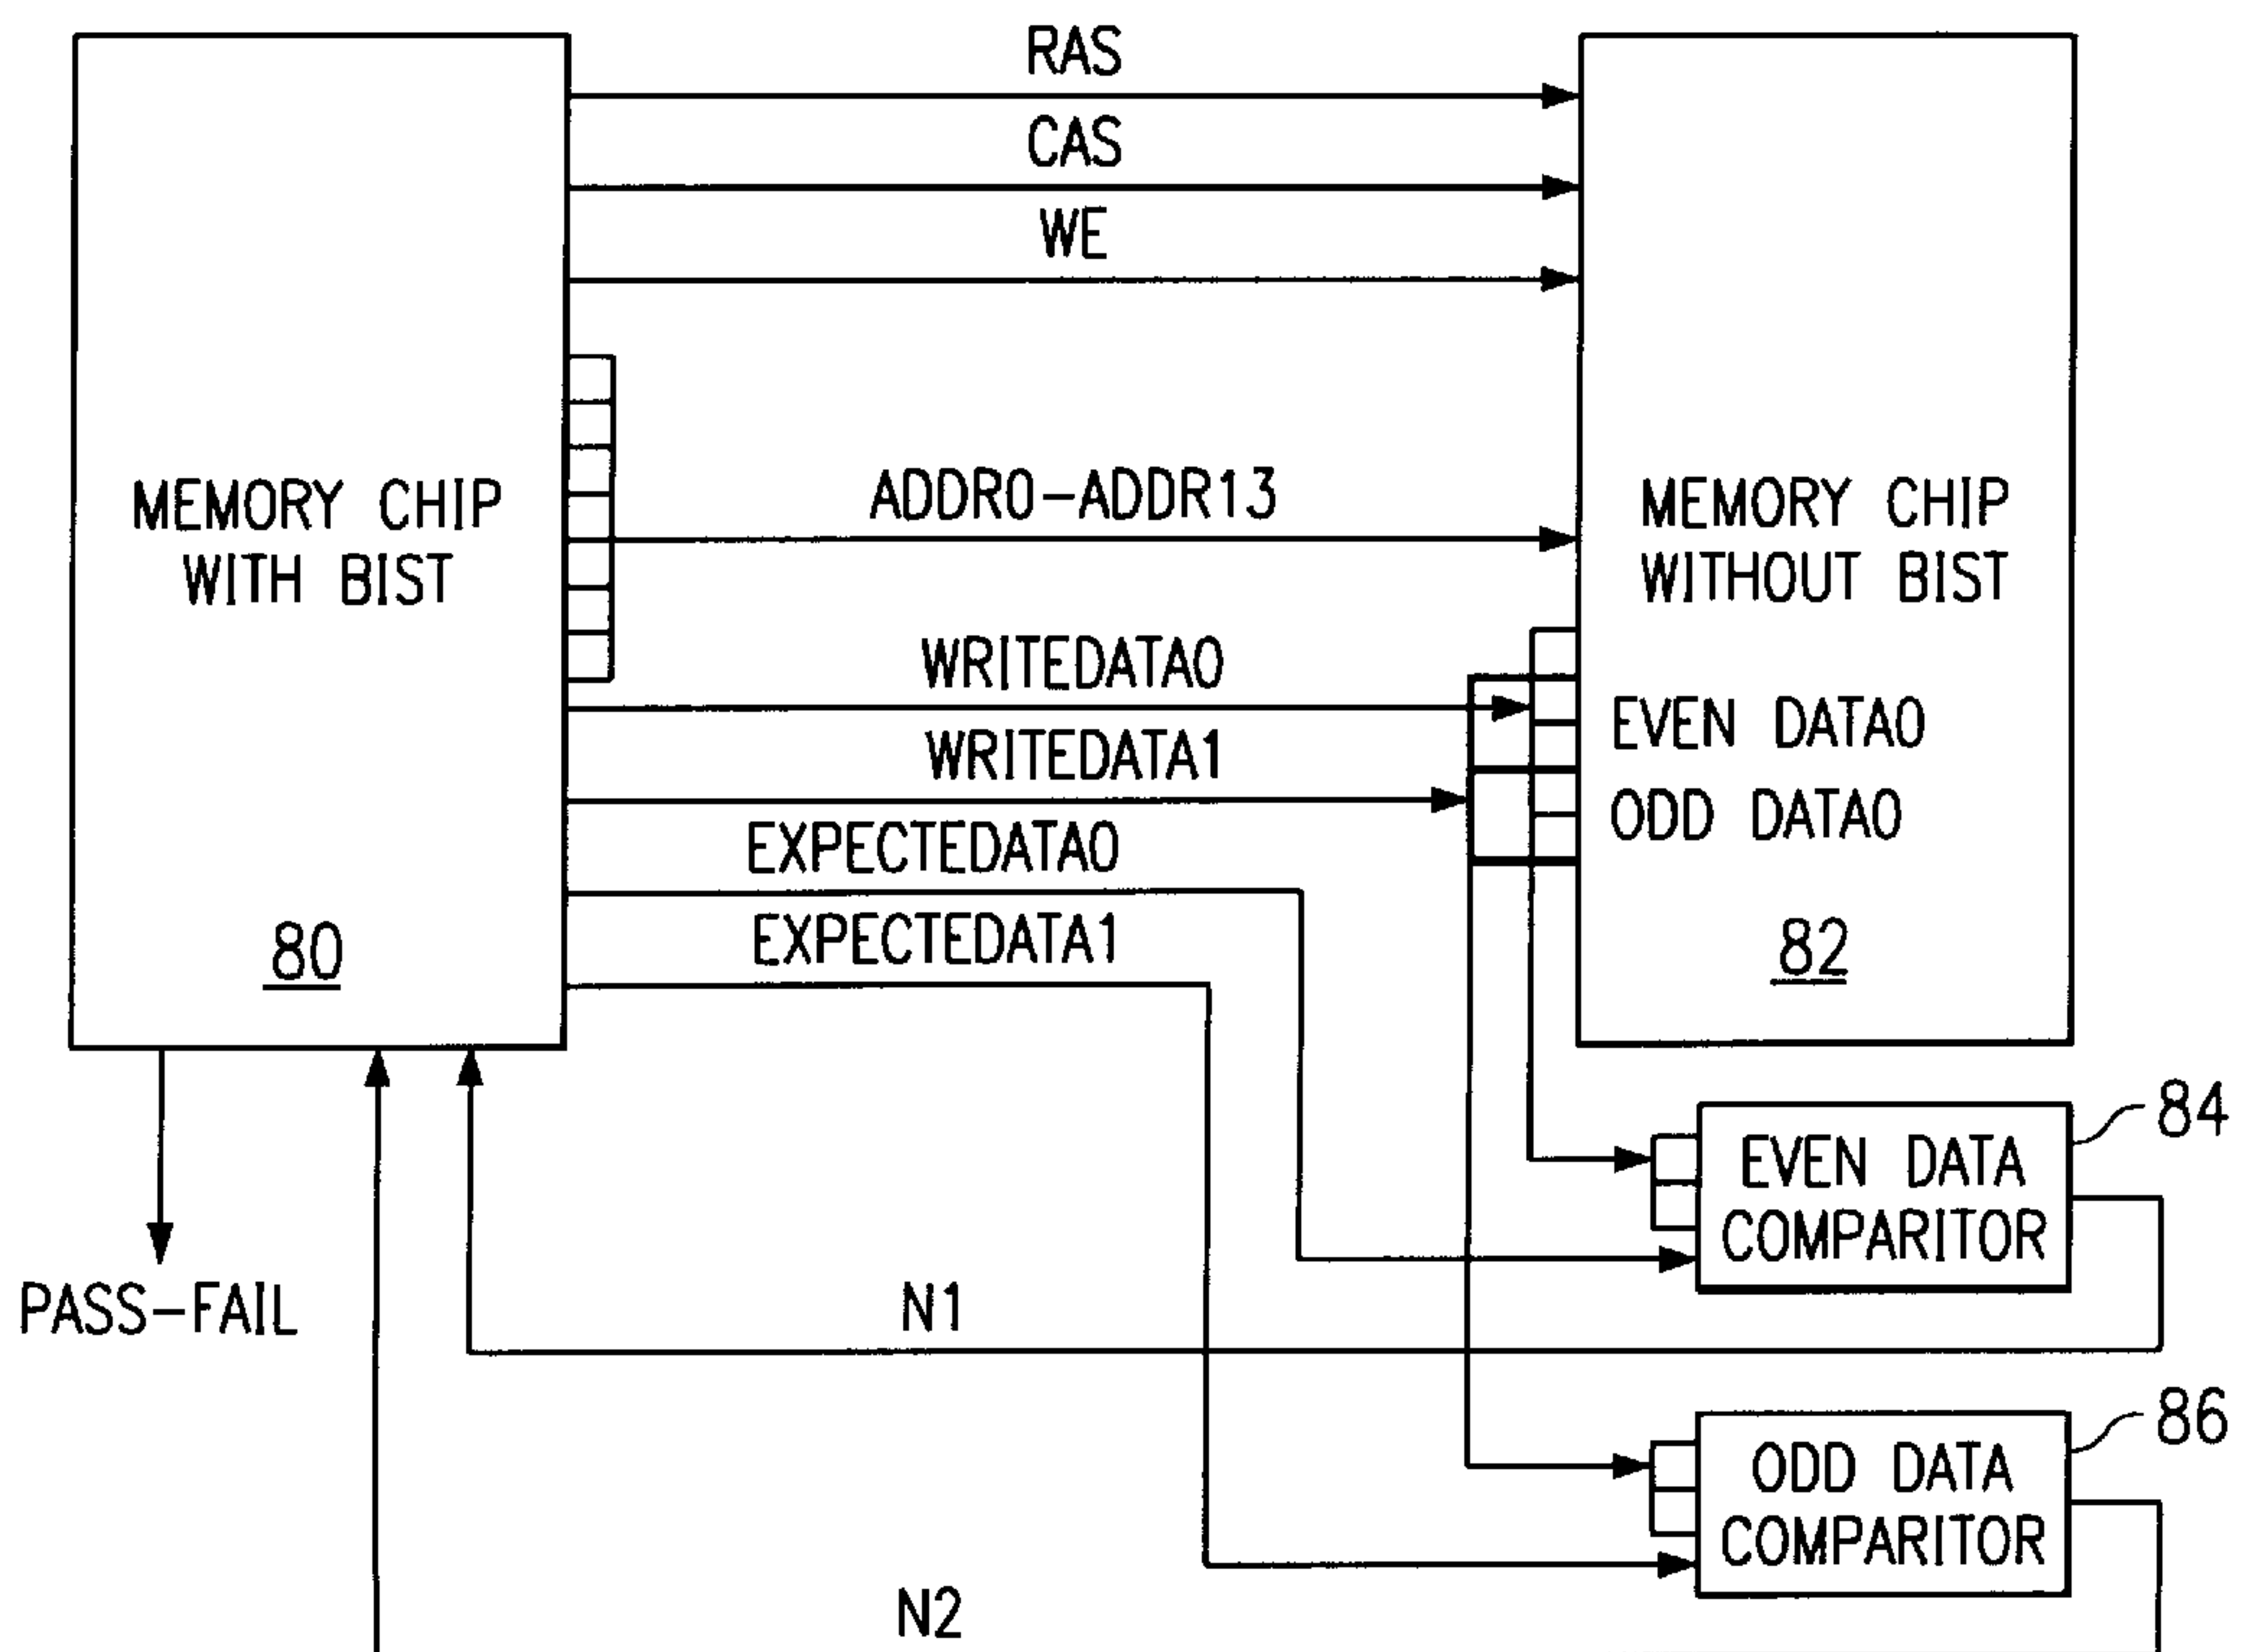 RAS
CAS
WE
MEMORY CHIP
WITH BIST
80
ADDR0-ADDR13
MEMORY CHIP
WITHOUT BIST
WRITEDATA0
EVEN DATA0
WRITEDATA1
ODD DATA0
EXPECTEDATA0
EXPECTEDATA1
82
84
EVEN DATA
COMPARITOR
PASS-FAIL
N1
86
ODD DATA
COMPARITOR
N2